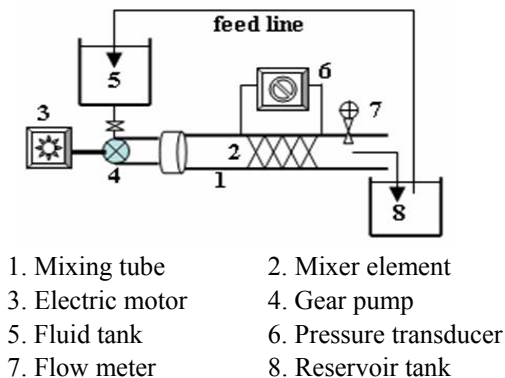 feed line
5
6
3
7
2
4
1
8
1. Mixing tube
2. Mixer element
3. Electric motor
4. Gear pump
5. Fluid tank
6. Pressure transducer
7. Flow meter
8. Reservoir tank